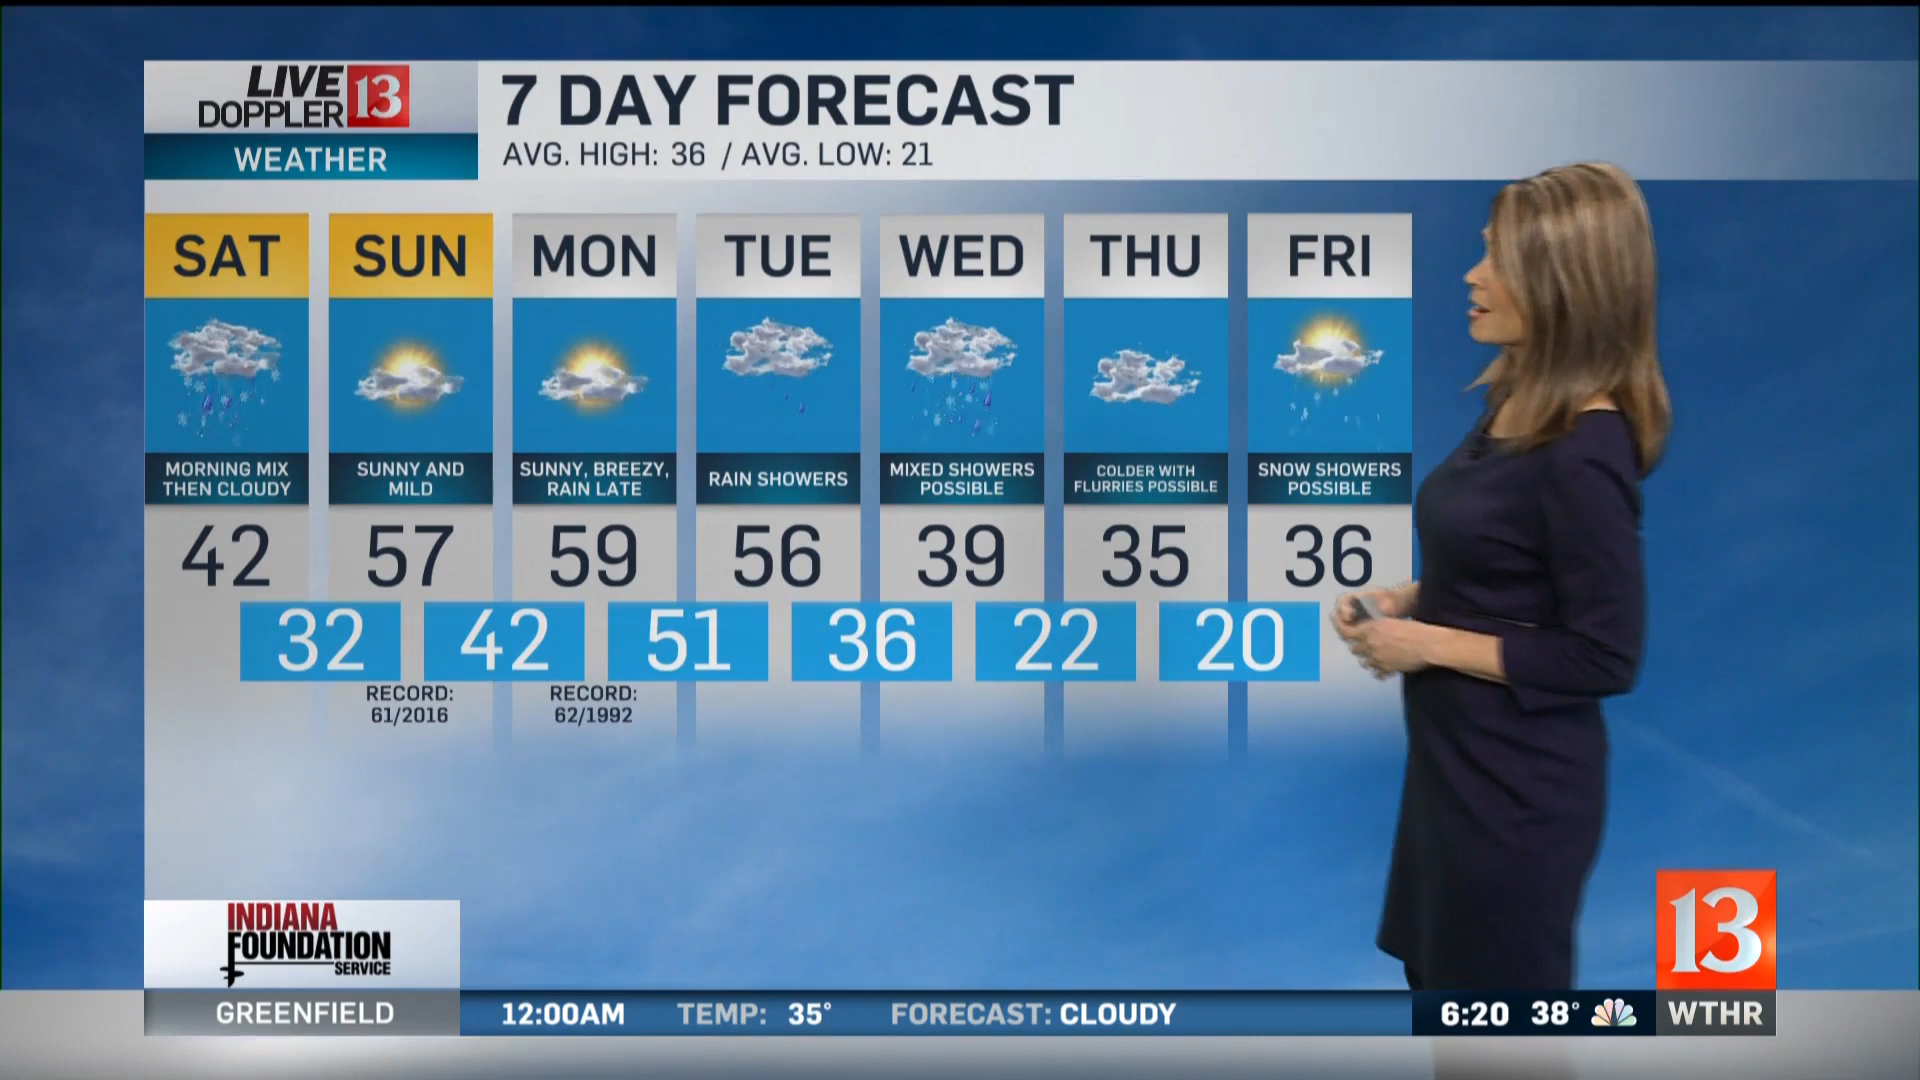 LIVE
DOPPLER 13
WEATHER
7 DAY FORECAST
AVG. HIGH: 36 / AVG. LOW: 21
SAT SUN MON TUE WED THU FRI
MORNING MIX
THEN CLOUDY
SUNNY AND
MILD
SUNNY, BREEZY,
RAIN LATE
RAIN SHOWERS
MIXED SHOWERS
POSSIBLE
COLDER WITH
FLURRIES POSSIBLE
SNOW SHOWERS
POSSIBLE
42 57 59 56 39 35 36
32 42 51 36 22 20
RECORD:
61/2016
RECORD:
62/1992
INDIANA
FOUNDATION
SERVICE
GREENFIELD
12:00AM TEMP: 35° FORECAST: CLOUDY
6:20 38°
13
WTHR